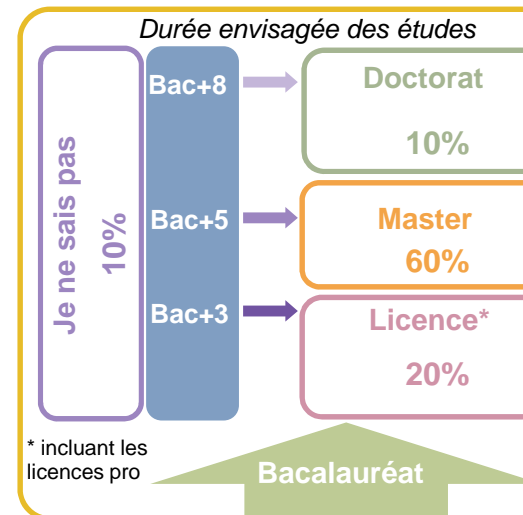 Durée envisagée des études
Je ne sais pas
10%
Bac+8
Doctorat
10%
Bac+5
Master
60%
Bac+3
Licence*
20%
* incluant les
licences pro
Bacalauréat